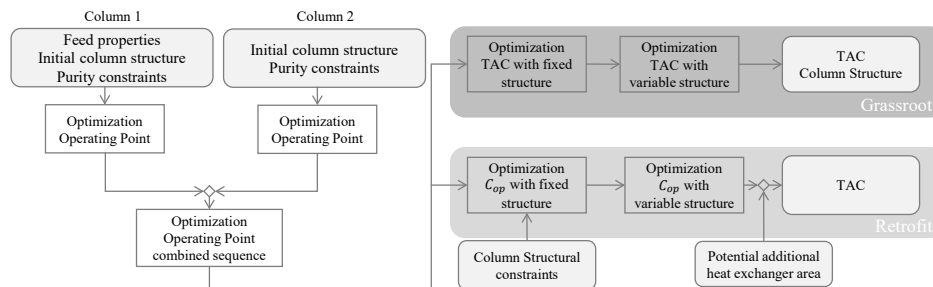 Column 1
Column 2
Feed properties
Initial column structure
Purity constraints
Initial column structure
Purity constraints
Optimization
Operating Point
Optimization
Operating Point
Optimization
Operating Point
combined sequence
Optimization
TAC with fixed
structure
Optimization
TAC with
variable structure
TAC
Column Structure
Grassroot
Optimization
C_op with fixed
structure
Optimization
C_op with
variable structure
TAC
Retrofit
Column Structural
constraints
Potential additional
heat exchanger area